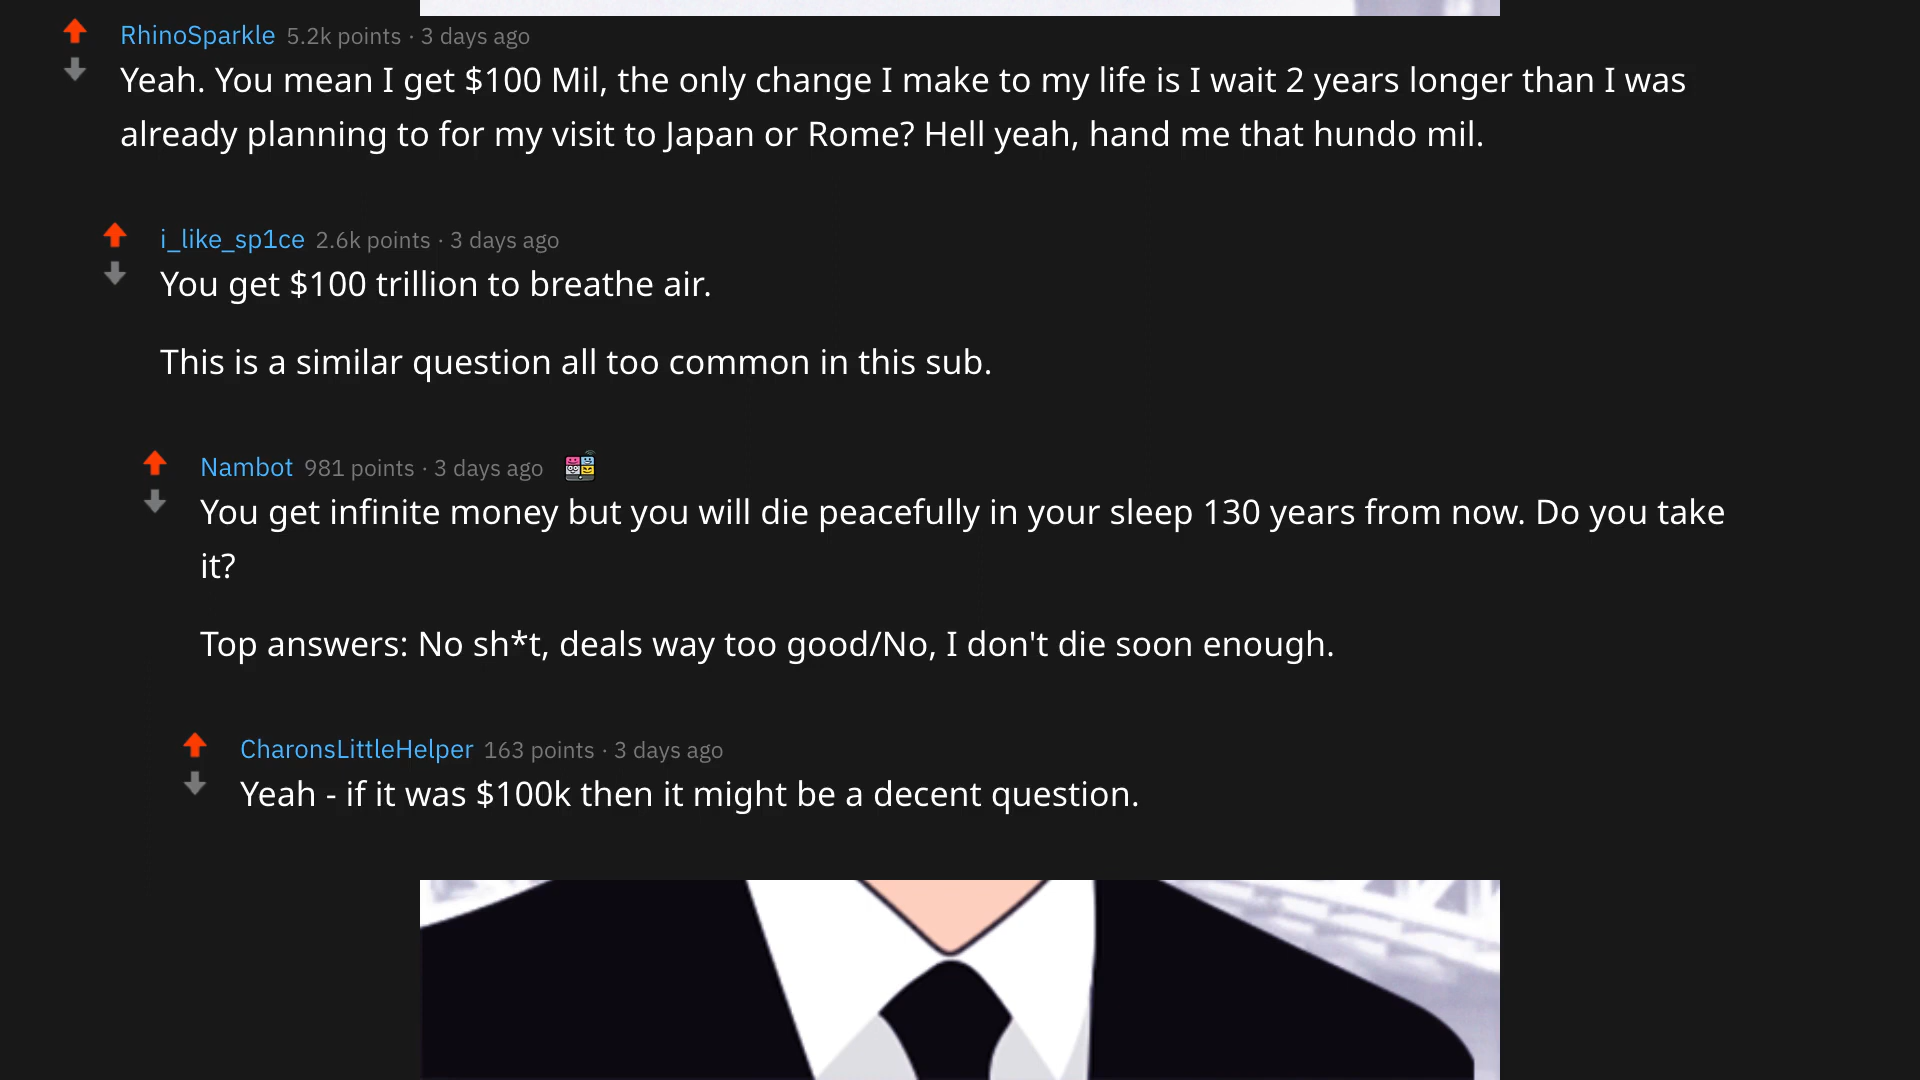 RhinoSparkle 5.2k points · 3 days ago
Yeah. You mean I get $100 Mil, the only change I make to my life is I wait 2 years longer than I was
already planning to for my visit to Japan or Rome? Hell yeah, hand me that hundo mil.
i_like_sp1ce 2.6k points · 3 days ago
You get $100 trillion to breathe air.
This is a similar question all too common in this sub.
Nambot 981 points · 3 days ago
You get infinite money but you will die peacefully in your sleep 130 years from now. Do you take
it?
Top answers: No sh*t, deals way too good/No, I don't die soon enough.
CharonsLittleHelper 163 points · 3 days ago
Yeah - if it was $100k then it might be a decent question.